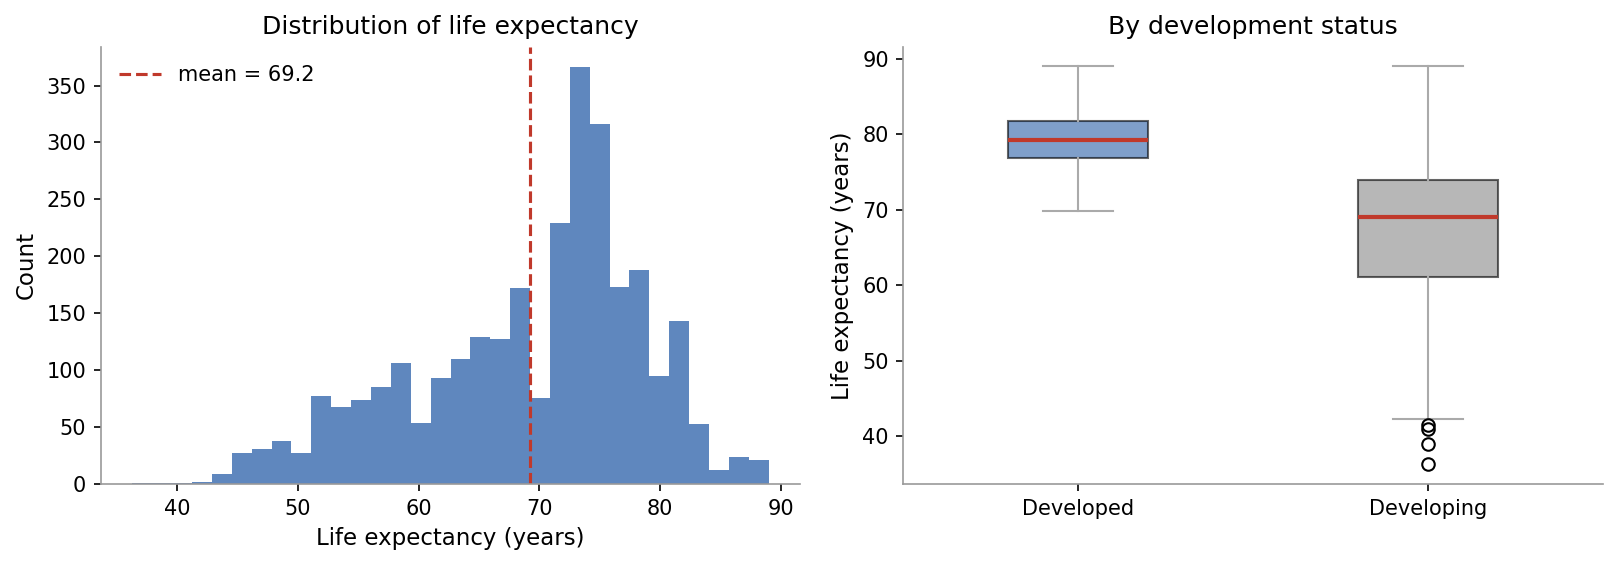 Distribution of life expectancy
mean = 69.2
Count
350
300
250
200
150
100
50
0
40 50 60 70 80 90
Life expectancy (years)
By development status
Life expectancy (years)
90
80
70
60
50
40
Developed Developing